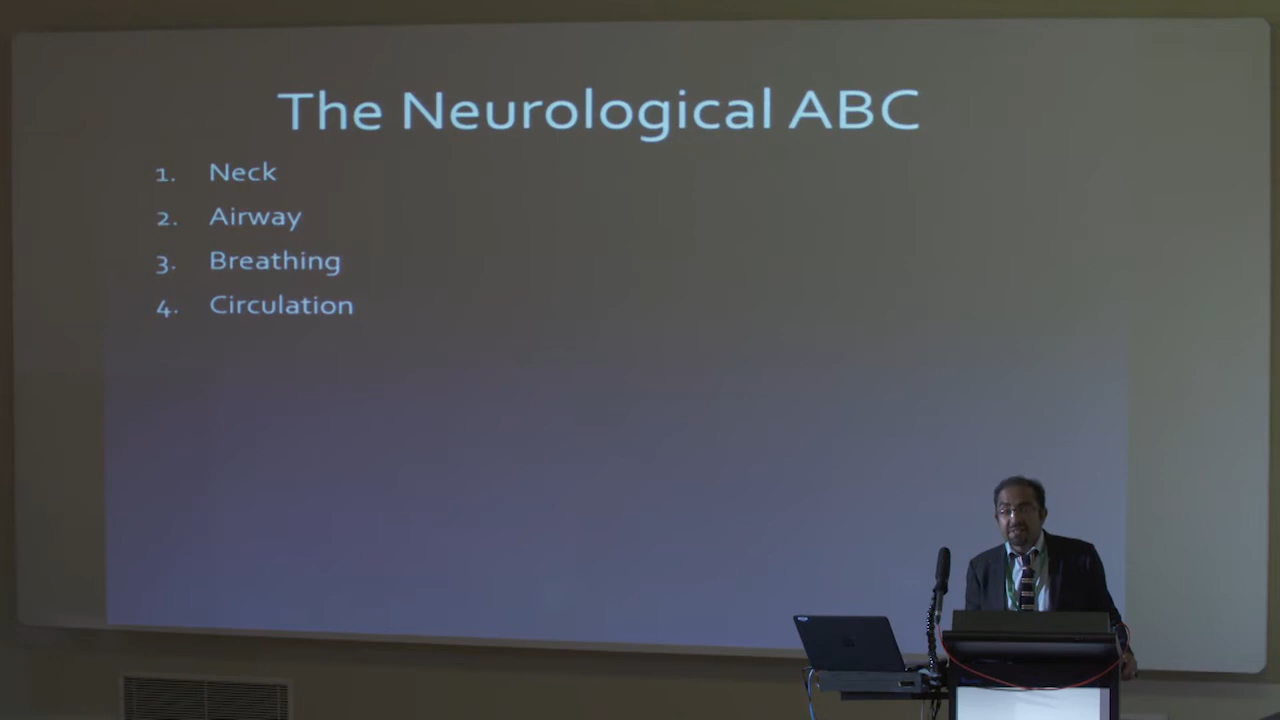 The Neurological ABC
1. Neck
2. Airway
3. Breathing
4. Circulation